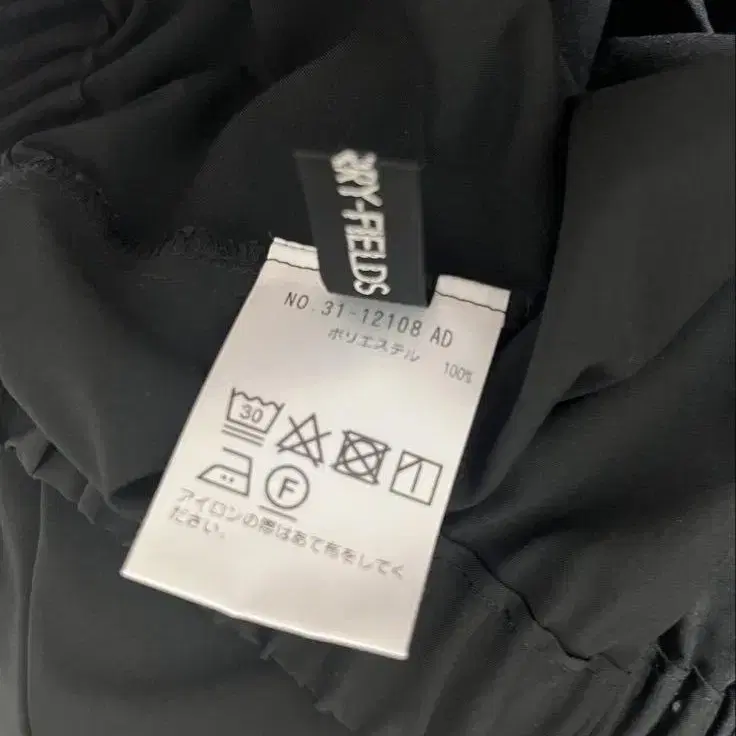 RY-FIELDS
NO.31-12108 AD
ポリエステル 100%
30
F
アイロンの際はあて布をしてく
ださい。